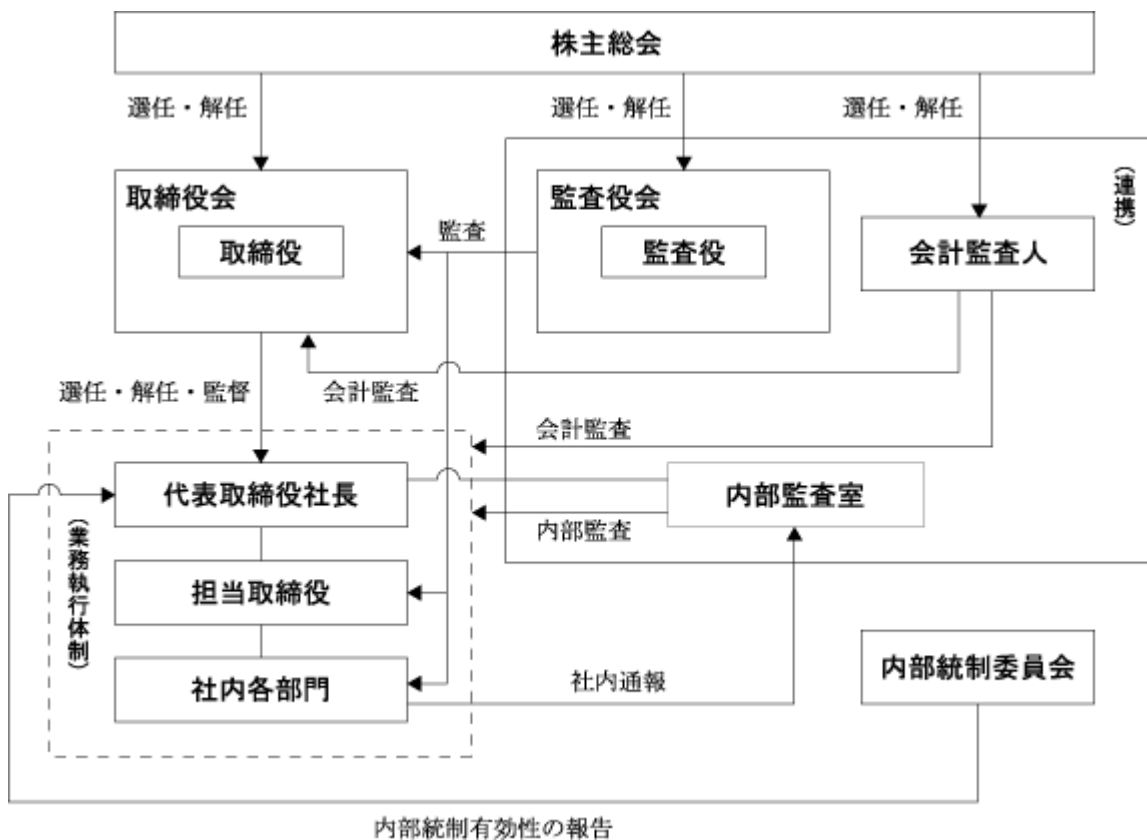 株主総会
選任・解任
選任・解任
選任・解任
取締役会
取締役
監査
監査役会
監査役
会計監査人
(連携)
選任・解任・監督
会計監査
会計監査
代表取締役社長
内部監査室
内部監査
(業務執行体制)
担当取締役
社内各部門
社内通報
内部統制委員会
内部統制有効性の報告